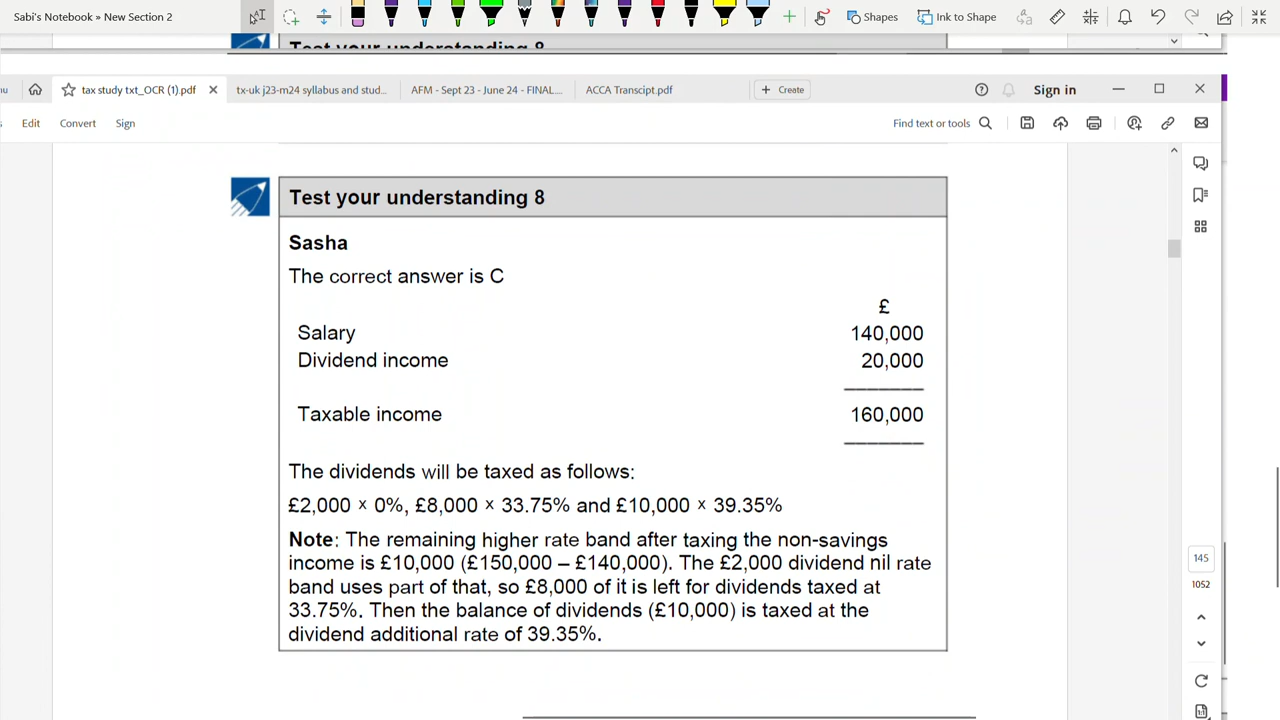 Sabi's Notebook » New Section 2
Shapes
Ink to Shape
Test your understanding 8
tax study txt_OCR (1).pdf
tx-uk j23-m24 syllabus and stud...
AFM - Sept 23 - June 24 - FINAL....
ACCA Transcipt.pdf
Create
Sign in
Edit
Convert
Sign
Find text or tools
Test your understanding 8
Sasha
The correct answer is C
£
Salary 140,000
Dividend income 20,000
Taxable income 160,000
The dividends will be taxed as follows:
£2,000 × 0%, £8,000 × 33.75% and £10,000 × 39.35%
Note: The remaining higher rate band after taxing the non-savings
income is £10,000 (£150,000 – £140,000). The £2,000 dividend nil rate
band uses part of that, so £8,000 of it is left for dividends taxed at
33.75%. Then the balance of dividends (£10,000) is taxed at the
dividend additional rate of 39.35%.
145
1052